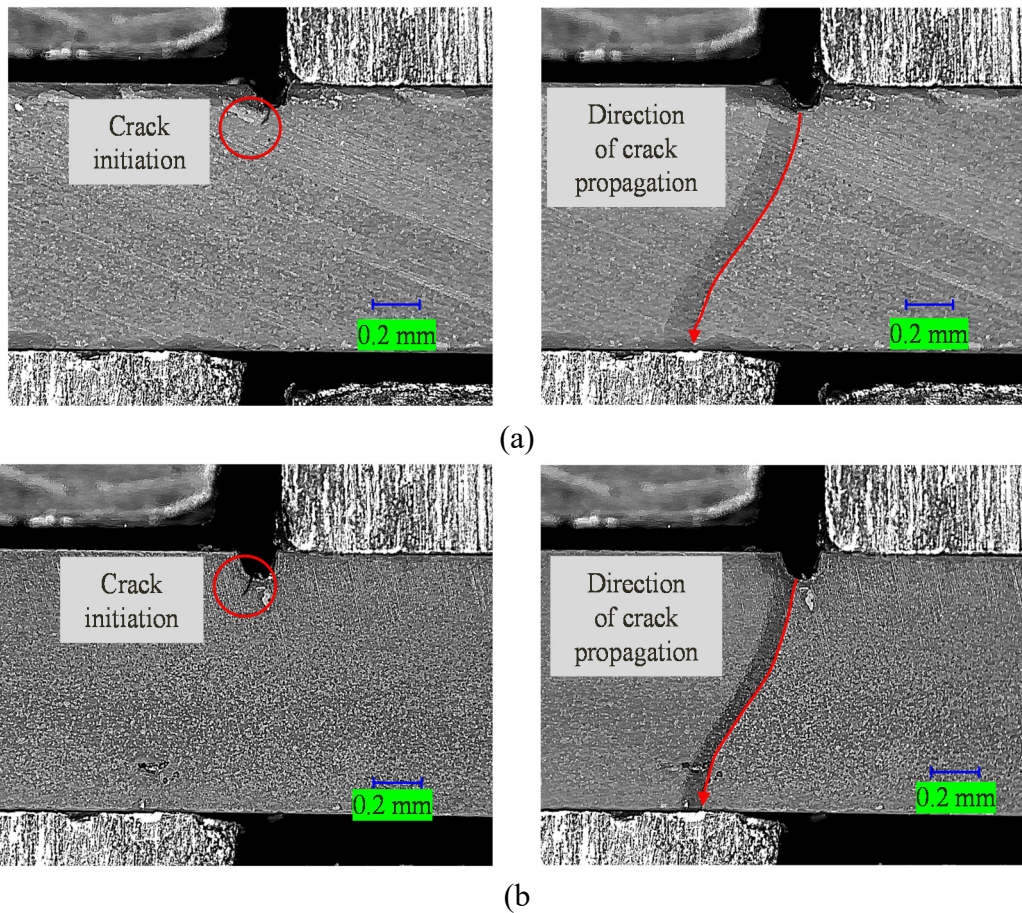 Crack
initiation
0.2 mm
Direction
of crack
propagation
0.2 mm
(a)
Crack
initiation
0.2 mm
Direction
of crack
propagation
0.2 mm
(b